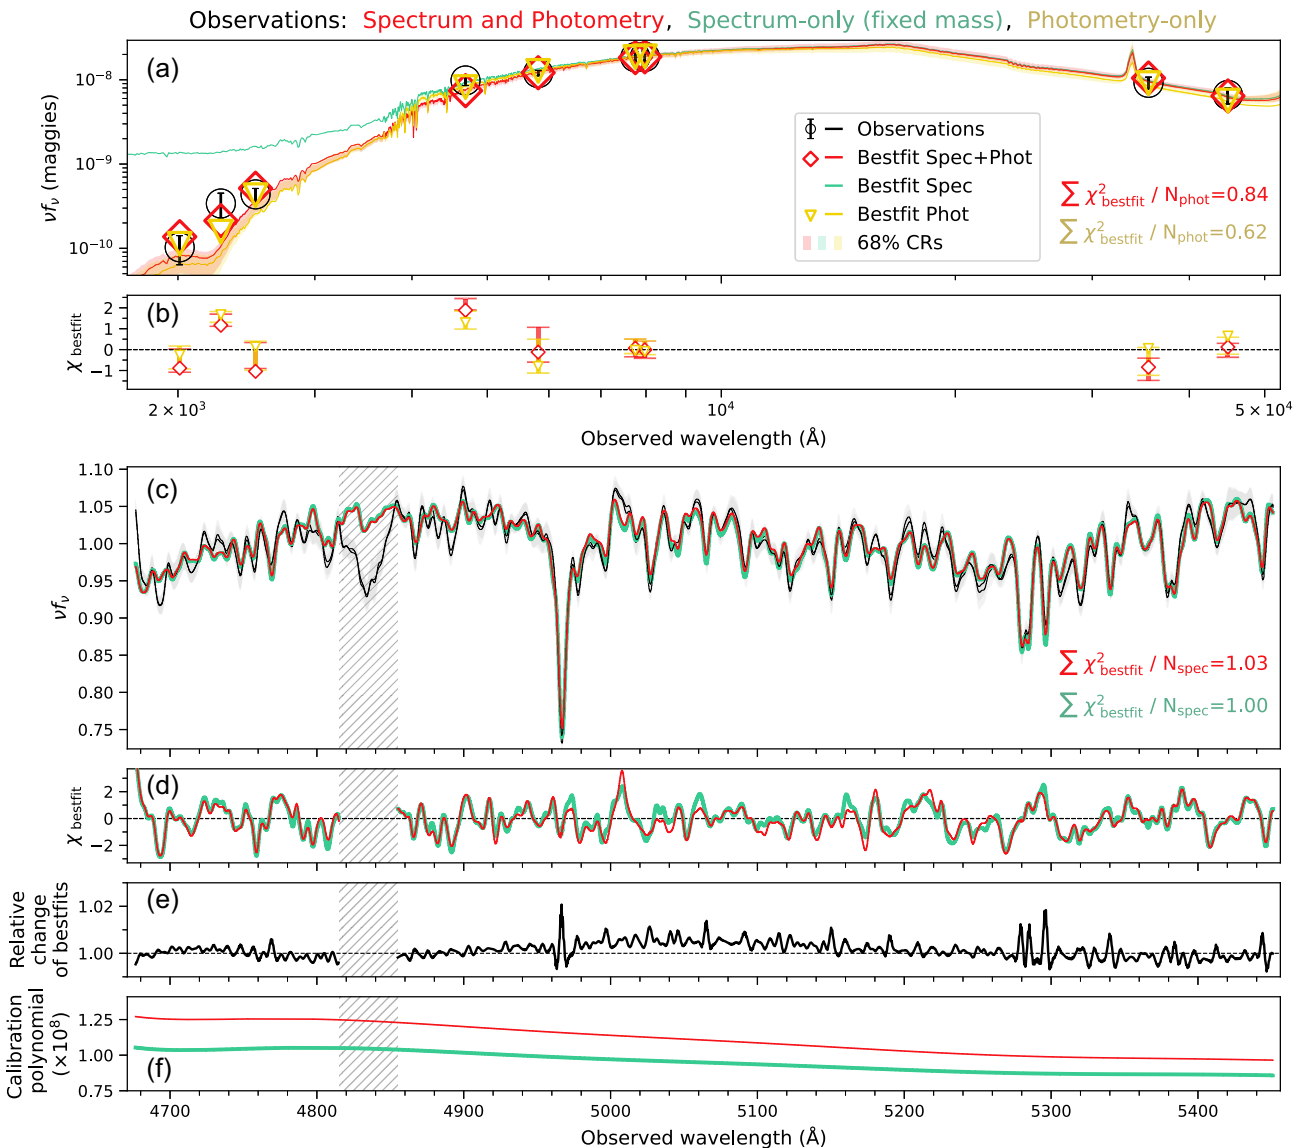 Observations: Spectrum and Photometry, Spectrum-only (fixed mass), Photometry-only
(a)
νfν (maggies)
10⁻⁸
10⁻⁹
10⁻¹⁰
Observations
Bestfit Spec+Phot
Bestfit Spec
Bestfit Phot
68% CRs
∑ χ²bestfit / Nphot=0.84
∑ χ²bestfit / Nphot=0.62
(b)
χ bestfit
2
1
0
−1
2 × 10³
10⁴
5 × 10⁴
Observed wavelength (Å)
(c)
νfν
1.10
1.05
1.00
0.95
0.90
0.85
0.80
0.75
∑ χ²bestfit / Nspec=1.03
∑ χ²bestfit / Nspec=1.00
(d)
χ bestfit
2
0
−2
(e)
Relative
change
of bestfits
1.02
1.00
(f)
Calibration
polynomial
(×10⁸)
1.25
1.00
0.75
4700
4800
4900
5000
5100
5200
5300
5400
Observed wavelength (Å)